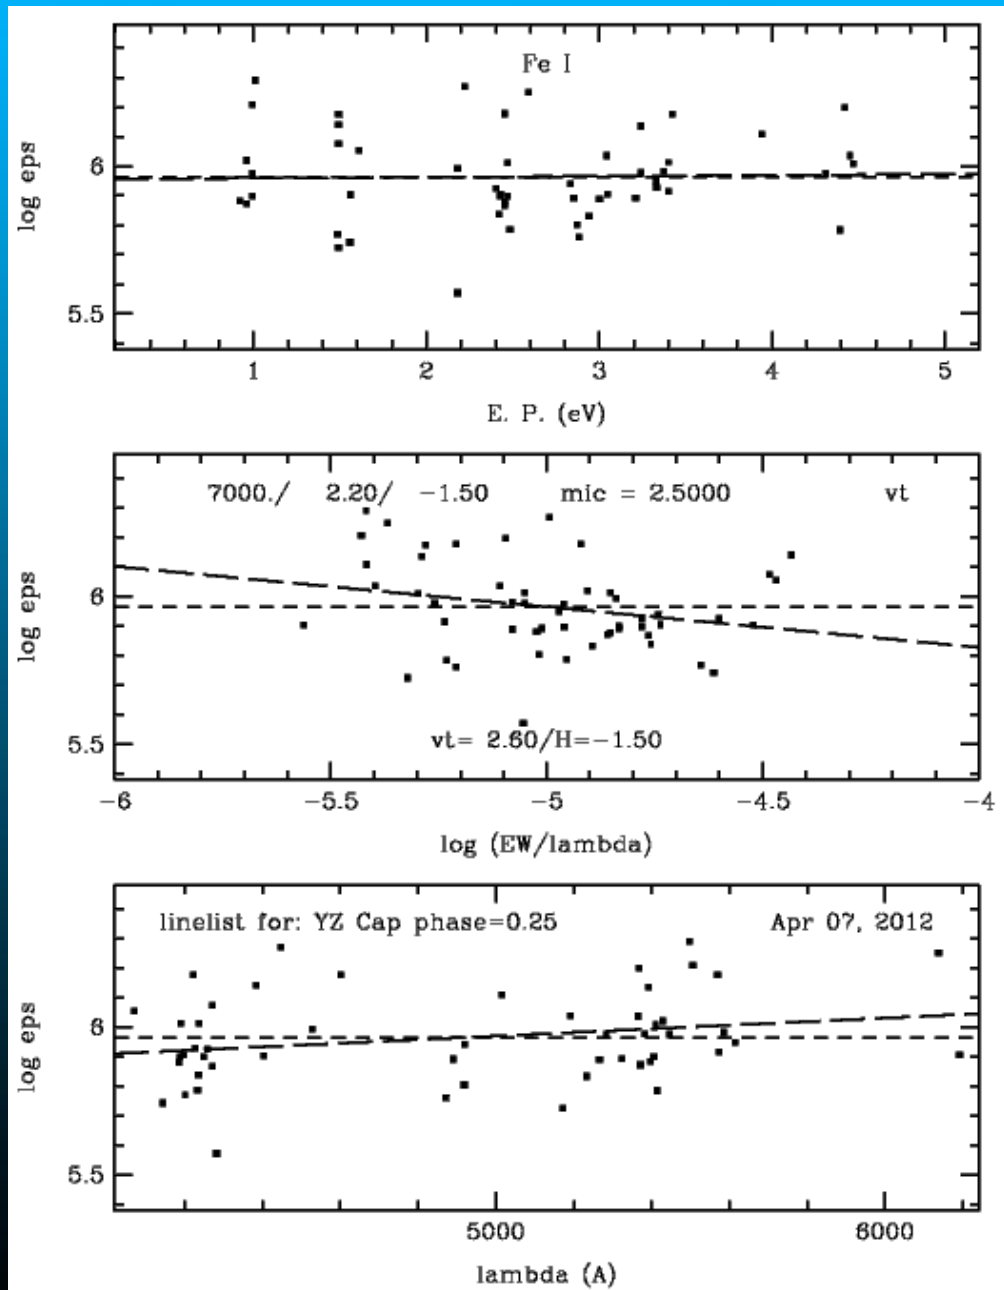 Fe I
log eps
6
5.5
1 2 3 4 5
E. P. (eV)
7000./ 2.20/ -1.50 mic = 2.5000 vt
log eps
6
5.5
vt= 2.60/H=-1.50
-6 -5.5 -5 -4.5 -4
log (EW/lambda)
linelist for: YZ Cap phase=0.25 Apr 07, 2012
log eps
6
5.5
5000 6000
lambda (A)